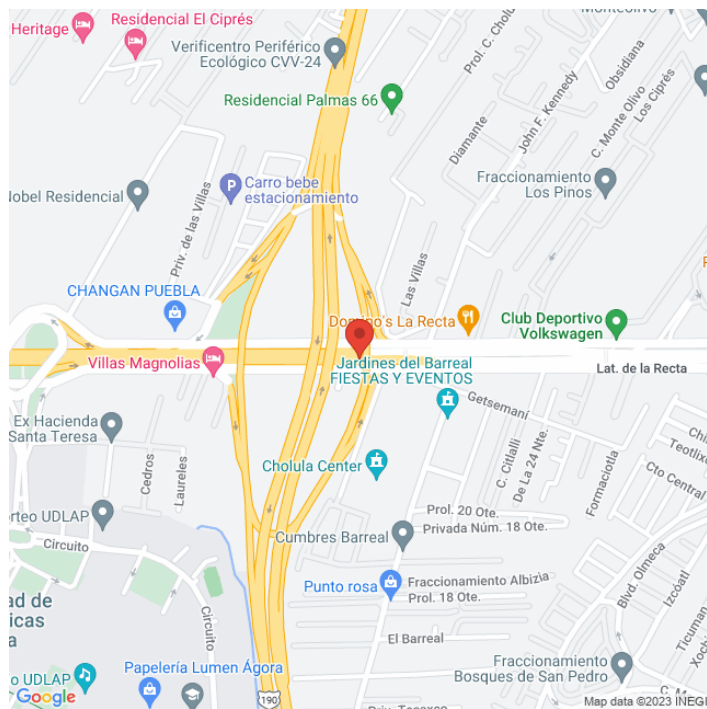 Heritage
Residencial El Ciprés
Verificentro Periférico
Ecológico CVV-24
Residencial Palmas 66
Prol. C. Cholu
Monteolivo
Obsidiana
John F. Kennedy
C. Monte Olivo
Los Ciprés
Diamante
Fraccionamiento
Los Pinos
Nobel Residencial
Carro bebe
estacionamiento
Priv. de las Villas
Las Villas
CHANGAN PUEBLA
Domino's La Recta
Club Deportivo
Volkswagen
Villas Magnolias
Jardines del Barreal
FIESTAS Y EVENTOS
Lat. de la Recta
Getsemaní
Ex Hacienda
Santa Teresa
Cedros
Laureles
Cholula Center
C. Citlalli
De La 24 Nte.
Formaciotla
Chi
Teotlixc
Cto Central
orteo UDLAP
Circuito
Prol. 20 Ote.
Privada Núm. 18 Ote.
Cumbres Barreal
Punto rosa
Fraccionamiento Albizia
Prol. 18 Ote.
Blvd. Olmeca
Izcóatl
Ticuman
Xoch
ad de
icas
a
Circuito
El Barreal
o UDLAP
Papelería Lumen Ágora
Fraccionamiento
Bosques de San Pedro
C. M
Google
190
Map data ©2023 INEGI